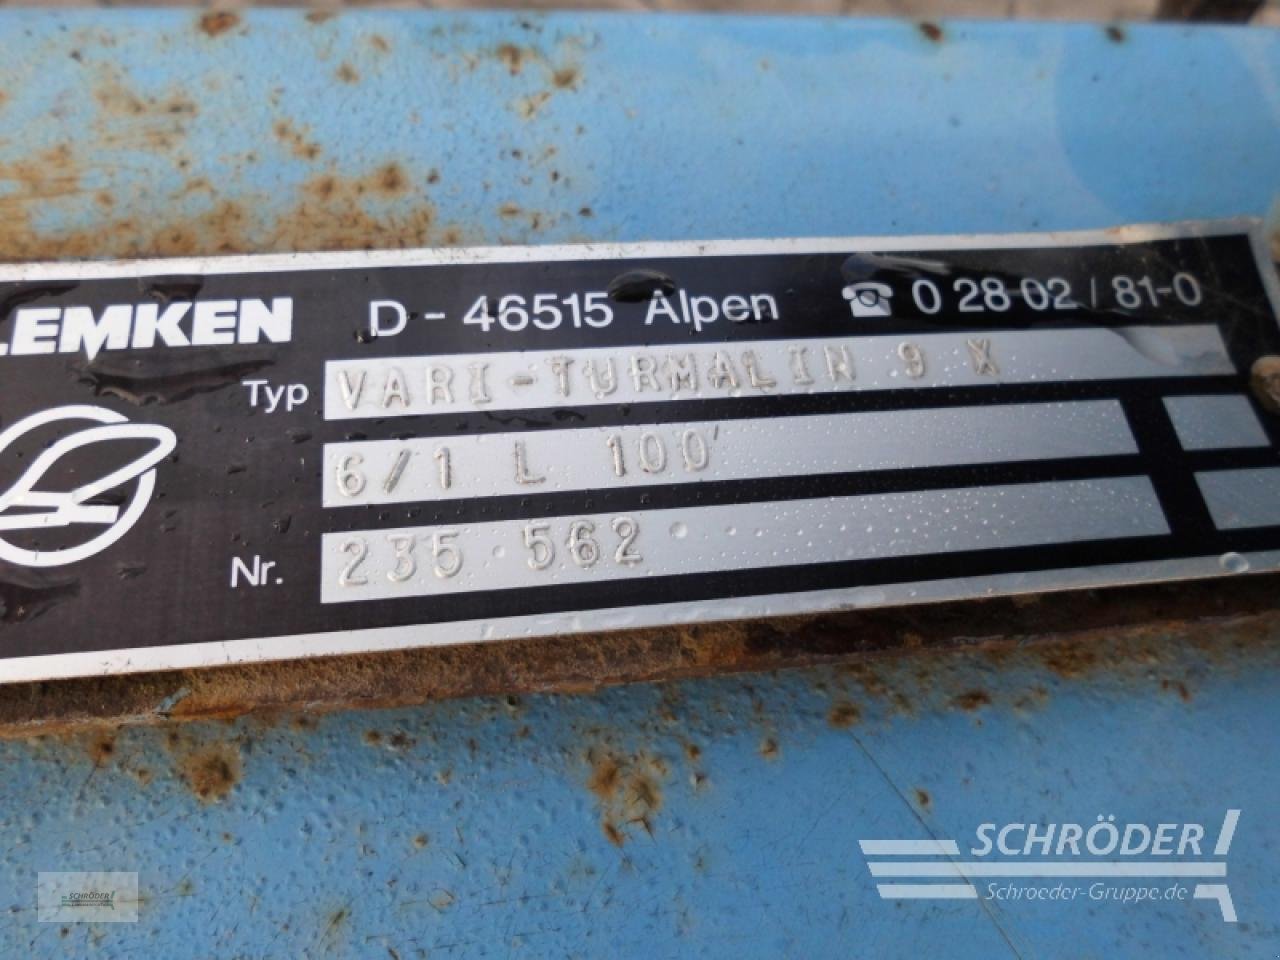 LEMKEN D-46515 Alpen ☎ 0 28 02 / 81-0
Typ VARI-TURMALIN 9 X
6/1 L 100
Nr. 235 562
SCHRÖDER
Schroeder-Gruppe.de
SCHRÖDER